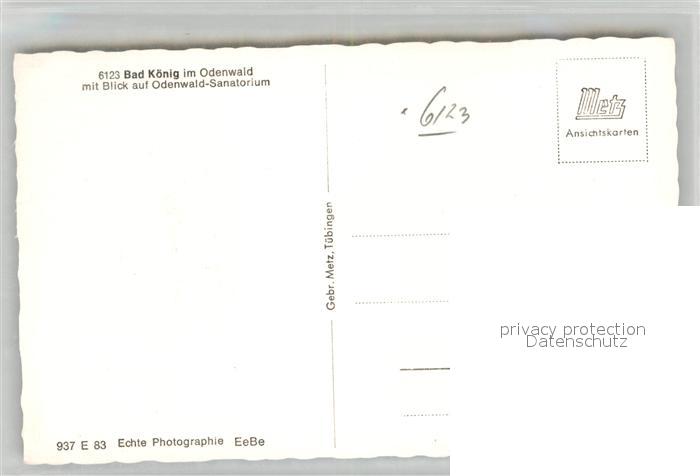 6123 Bad König im Odenwald
mit Blick auf Odenwald-Sanatorium
6123
Metz
Ansichtskarten
Gebr. Metz, Tübingen
privacy protection
Datenschutz
937 E 83 Echte Photographie EeBe